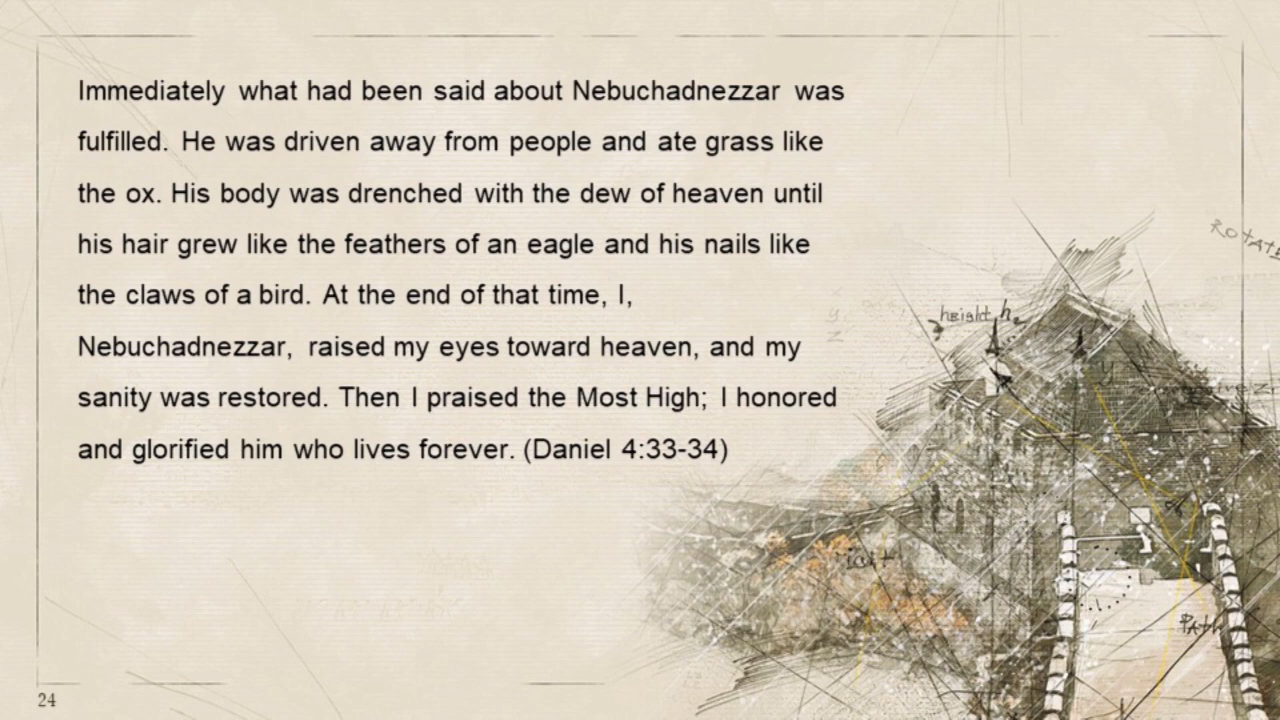 Immediately what had been said about Nebuchadnezzar was
fulfilled. He was driven away from people and ate grass like
the ox. His body was drenched with the dew of heaven until
his hair grew like the feathers of an eagle and his nails like
the claws of a bird. At the end of that time, I,
Nebuchadnezzar, raised my eyes toward heaven, and my
sanity was restored. Then I praised the Most High; I honored
and glorified him who lives forever. (Daniel 4:33-34)
height h
Path
24